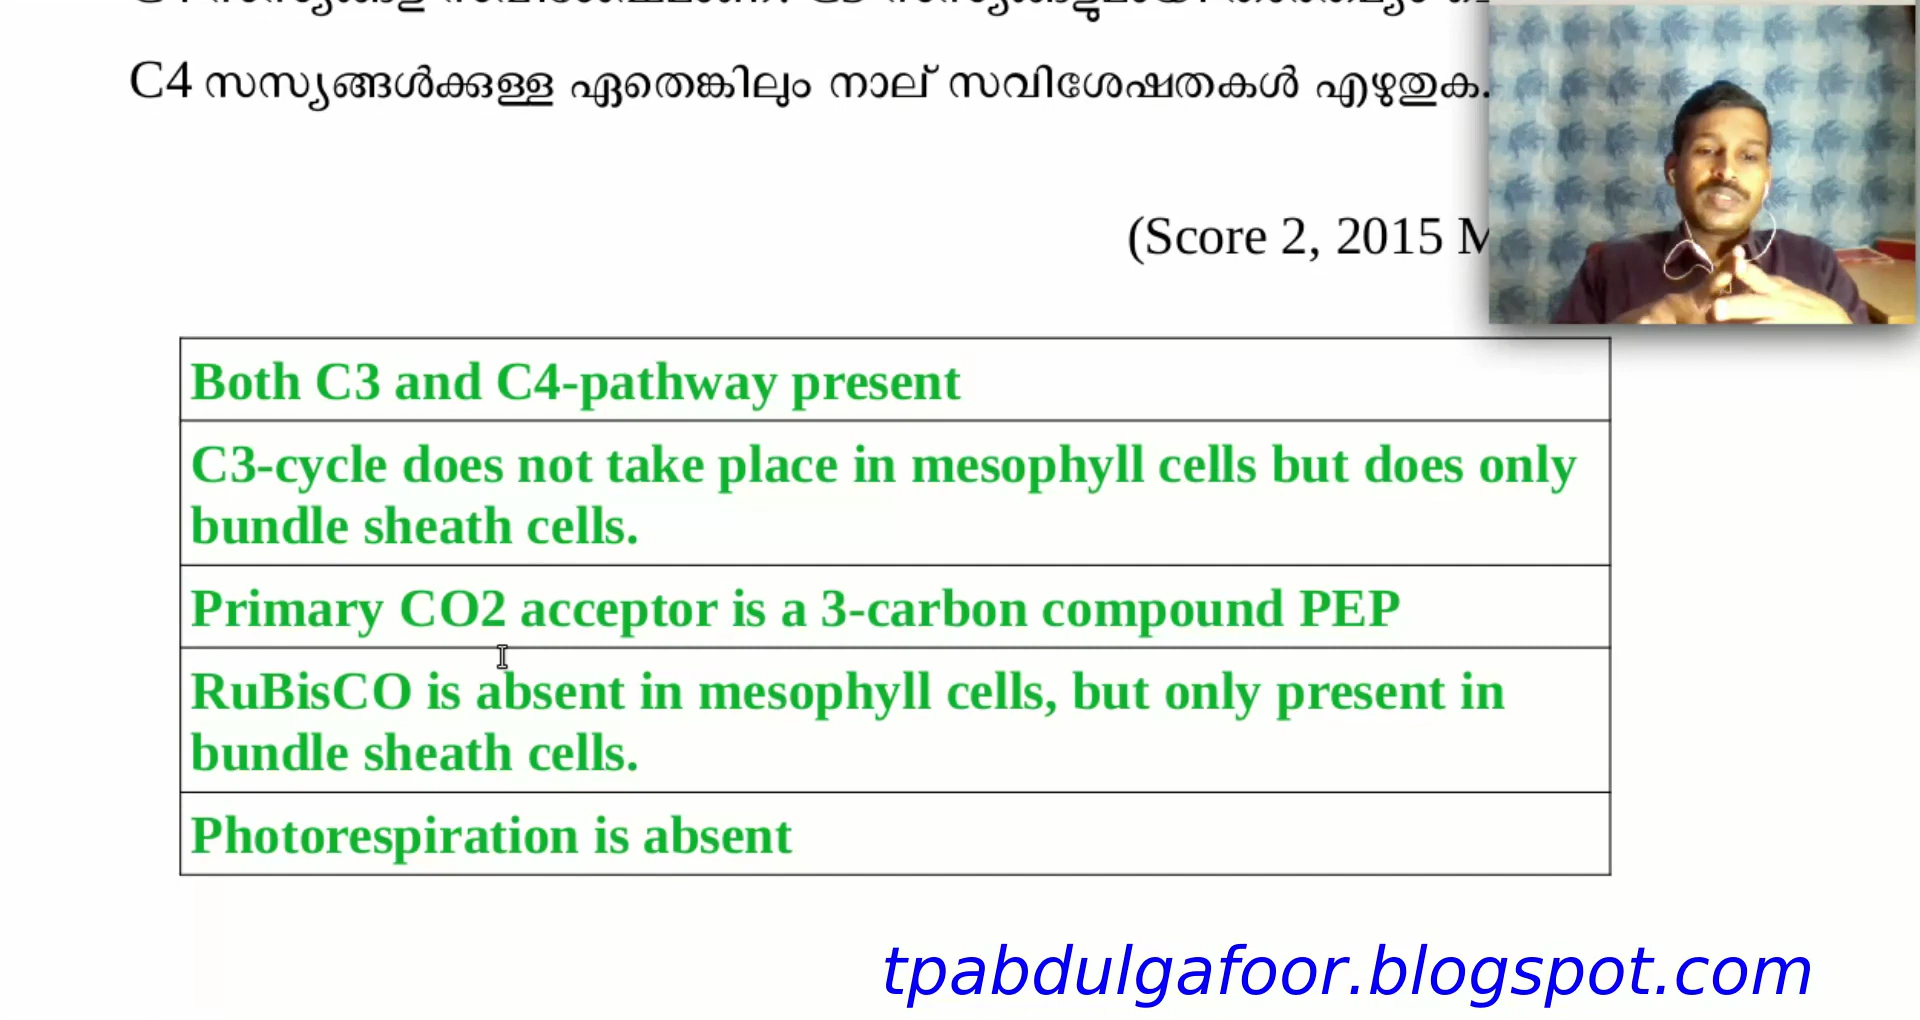 C4 സസ്യങ്ങൾക്കുള്ള ഏതെങ്കിലും നാല് സവിശേഷതകൾ എഴുതുക.
(Score 2, 2015 M
Both C3 and C4-pathway present
C3-cycle does not take place in mesophyll cells but does only
bundle sheath cells.
Primary CO2 acceptor is a 3-carbon compound PEP
RuBisCO is absent in mesophyll cells, but only present in
bundle sheath cells.
Photorespiration is absent
tpabdulgafoor.blogspot.com